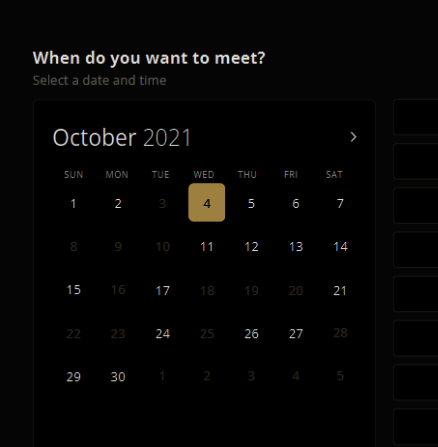 When do you want to meet?
Select a date and time
October 2021
SUN MON TUE WED THU FRI SAT
1 2 3 4 5 6 7
8 9 10 11 12 13 14
15 16 17 18 19 20 21
22 23 24 25 26 27 28
29 30 1 2 3 4 5